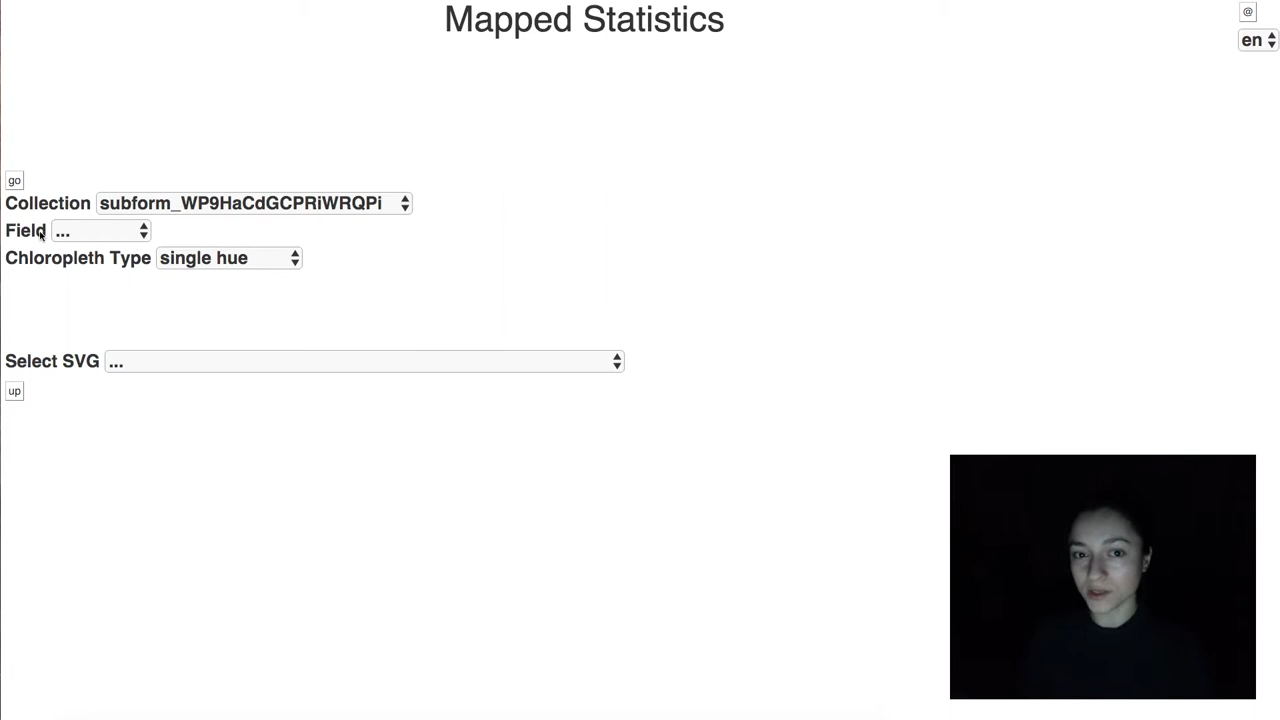 Mapped Statistics
@
en
go
Collection subform_WP9HaCdGCPRiWRQPi
Field ...
Chloropleth Type single hue
Select SVG ...
up